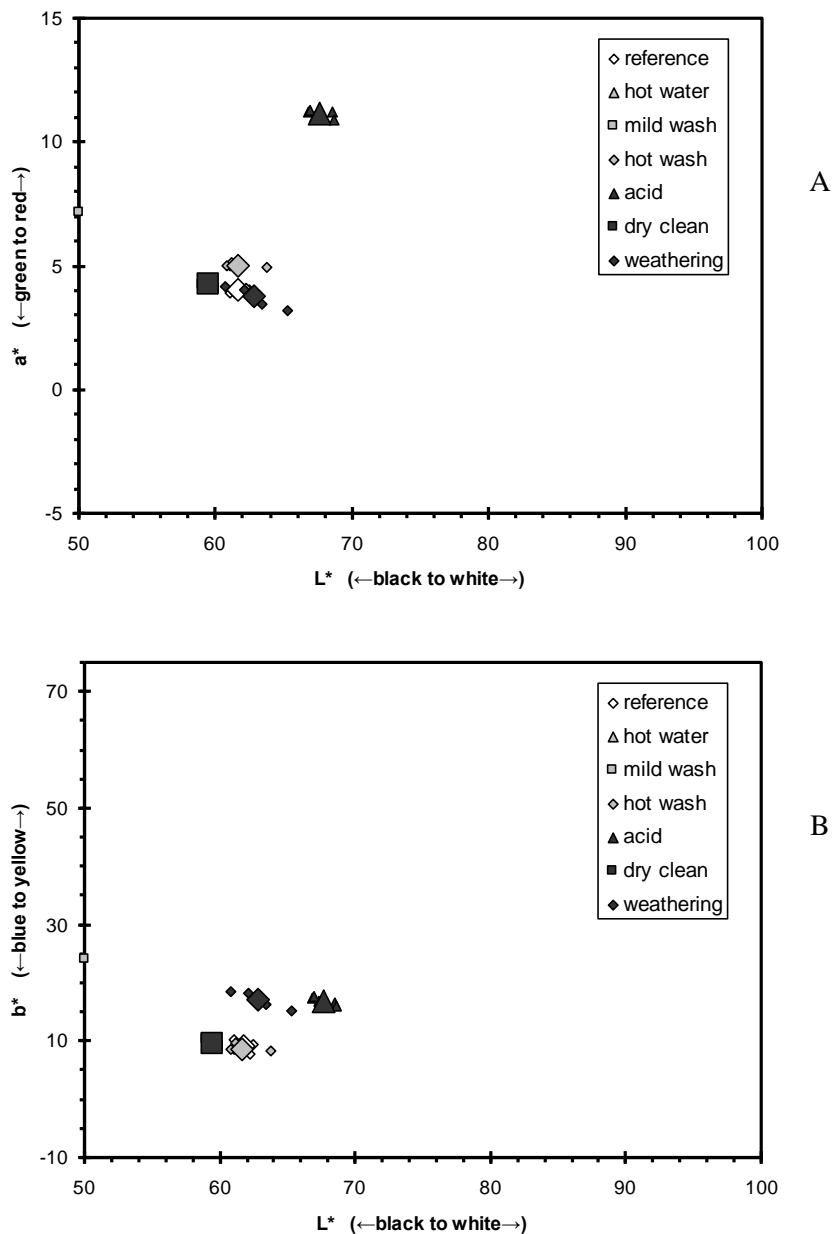 15
10
5
0
-5
50
60
70
80
90
100
a* (←green to red→)
L* (←black to white→)
reference
hot water
mild wash
hot wash
acid
dry clean
weathering
A
70
50
30
10
-10
50
60
70
80
90
100
b* (←blue to yellow→)
L* (←black to white→)
reference
hot water
mild wash
hot wash
acid
dry clean
weathering
B